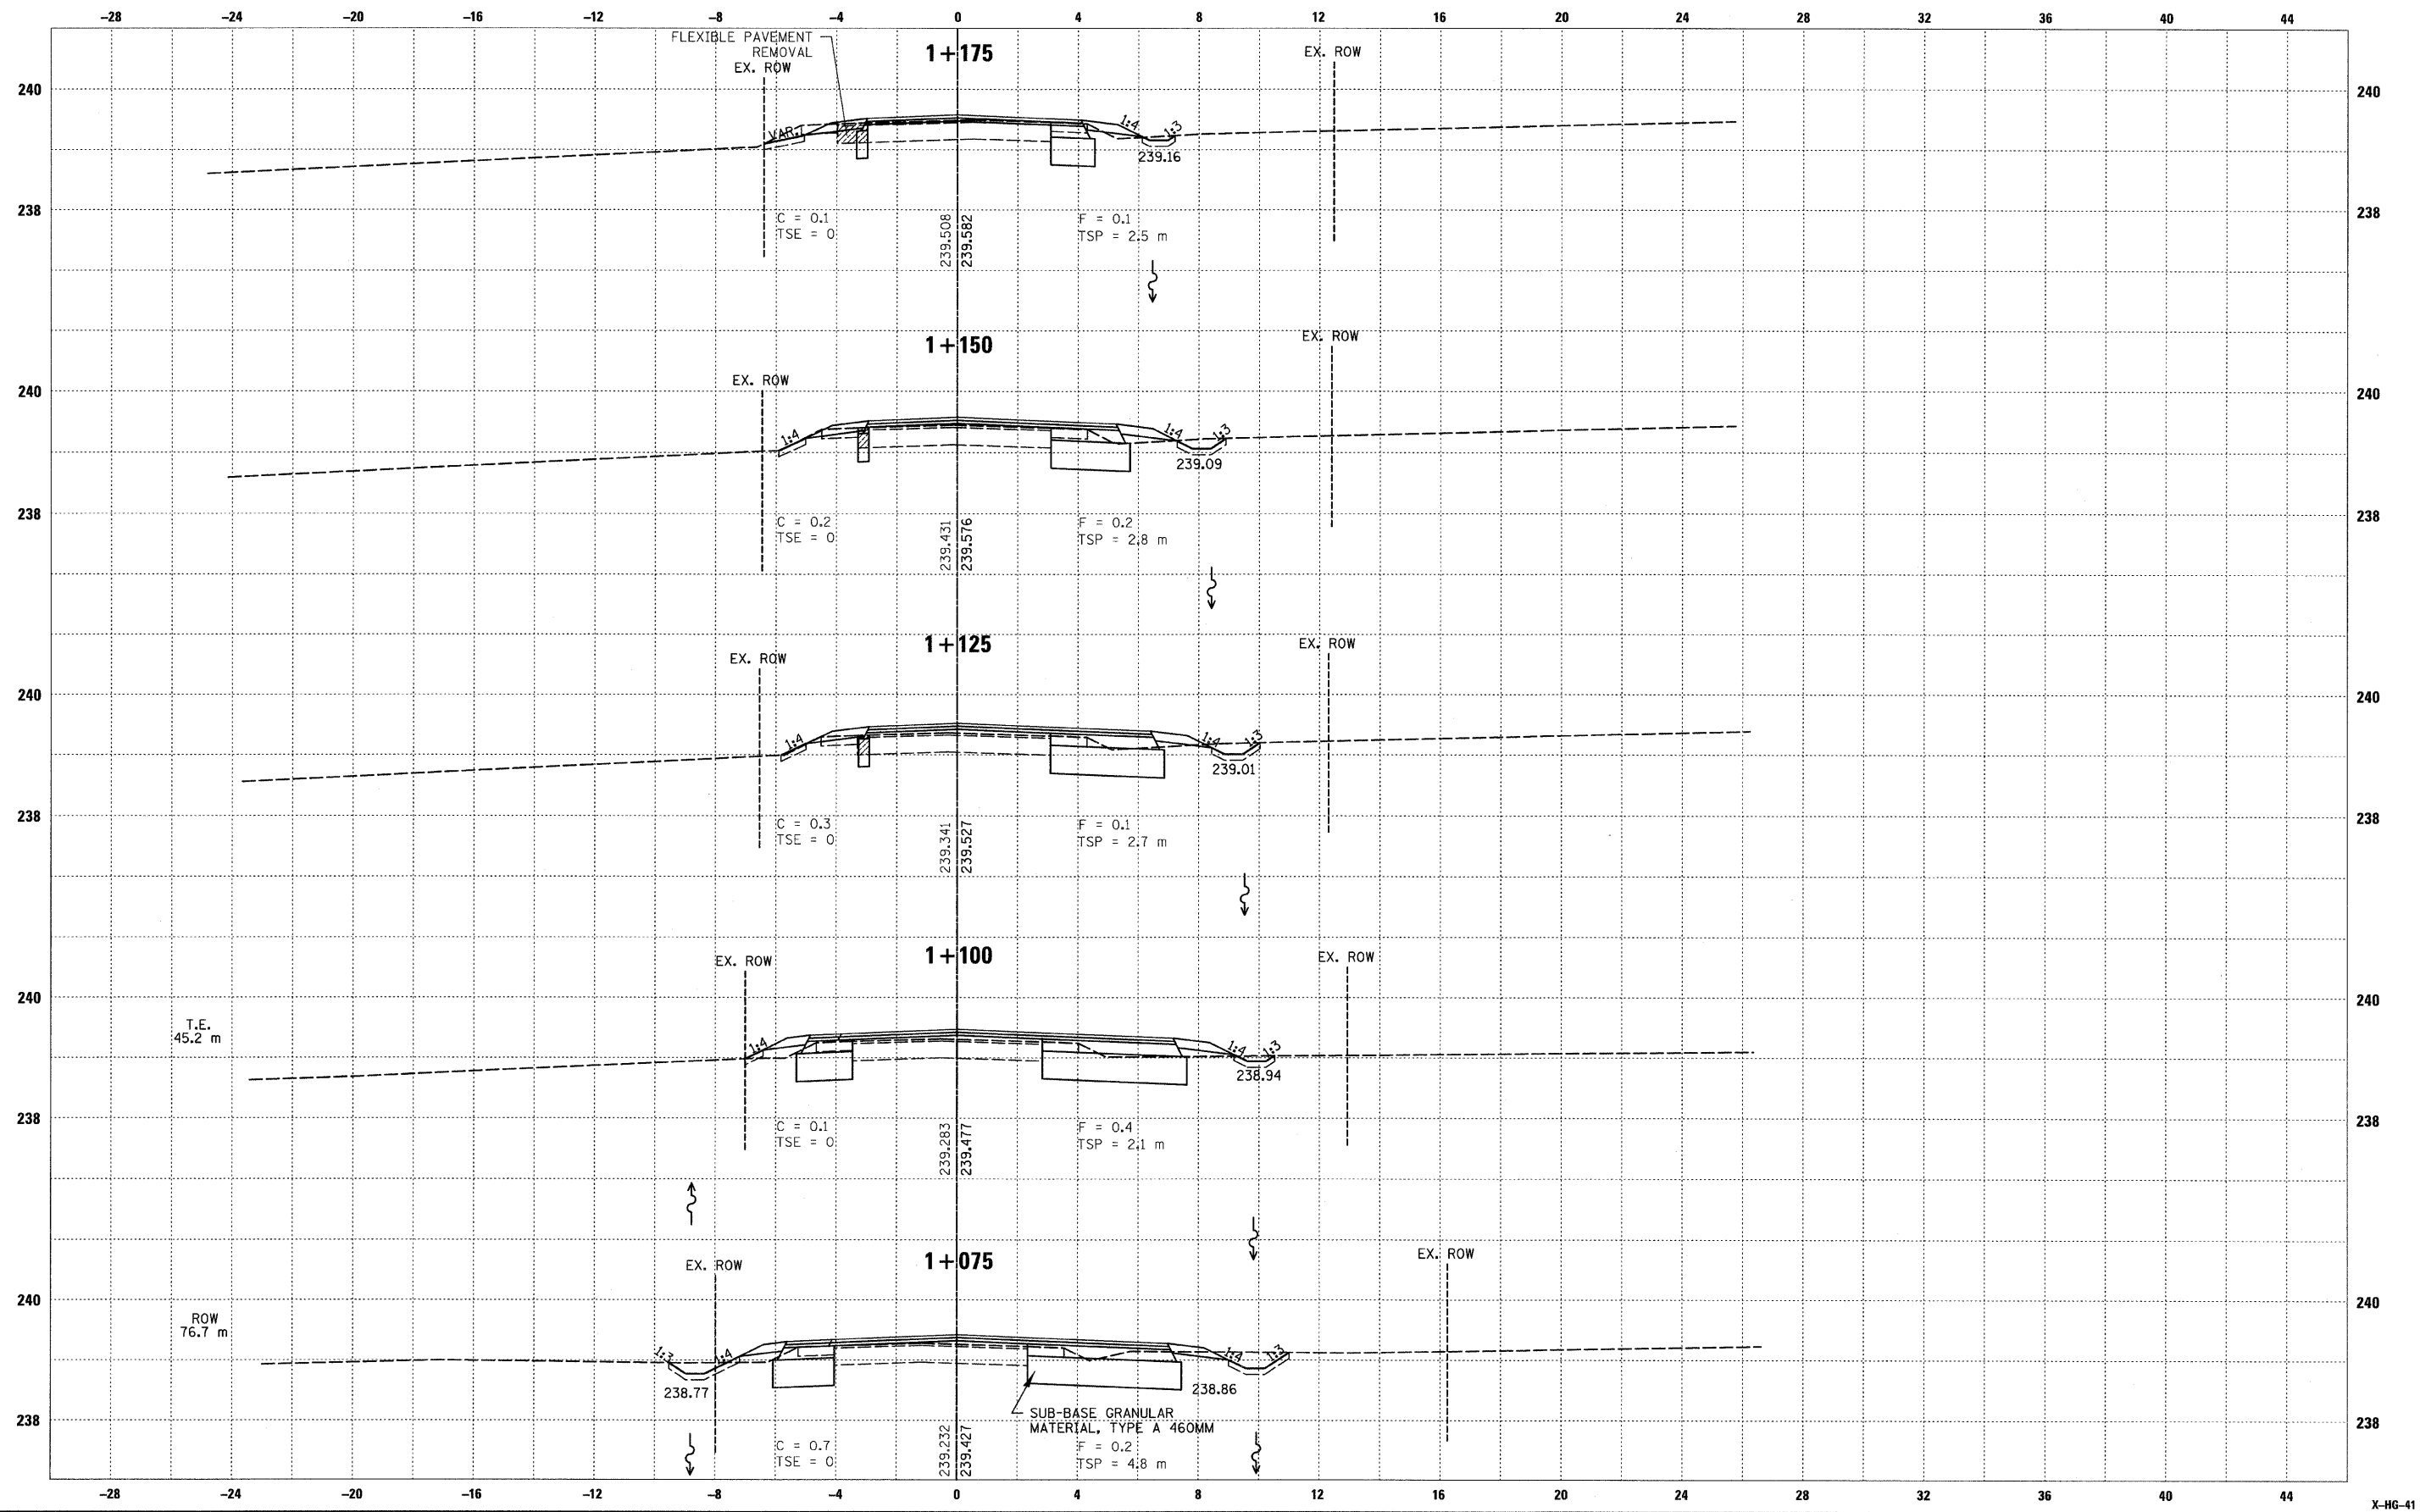 -28 -24 -20 -16 -12 -8 -4 0 4 8 12 16 20 24 28 32 36 40 44
FLEXIBLE PAVEMENT
REMOVAL
1+175
EX. ROW
EX. ROW
240
240
VAR.
1:4
1:3
239.16
238
238
C = 0.1
TSE = 0
239.508
239.582
F = 0.1
TSP = 2.5 m
1+150
EX. ROW
EX. ROW
240
240
1:4
1:4
1:3
239.09
238
238
C = 0.2
TSE = 0
239.431
239.576
F = 0.2
TSP = 2.8 m
1+125
EX. ROW
EX. ROW
240
240
1:4
1:4
1:3
239.01
238
238
C = 0.3
TSE = 0
239.341
239.527
F = 0.1
TSP = 2.7 m
1+100
EX. ROW
EX. ROW
240
240
T.E.
45.2 m
1:4
1:4
1:3
238.94
238
238
C = 0.1
TSE = 0
239.283
239.477
F = 0.4
TSP = 2.1 m
1+075
EX. ROW
EX. ROW
240
240
ROW
76.7 m
1:3
1:4
1:4
1:3
238.77
238.86
SUB-BASE GRANULAR
MATERIAL, TYPE A 460MM
238
238
C = 0.7
TSE = 0
239.232
239.427
F = 0.2
TSP = 4.8 m
-28 -24 -20 -16 -12 -8 -4 0 4 8 12 16 20 24 28 32 36 40 44
X-HG-41